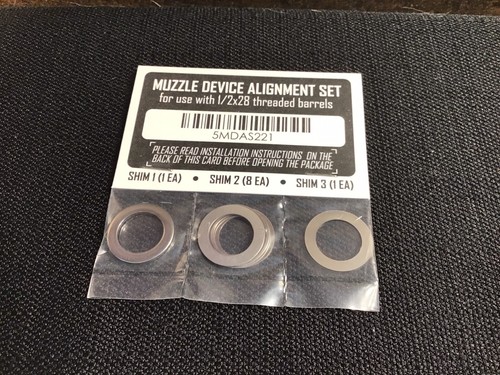 MUZZLE DEVICE ALIGNMENT SET
for use with 1/2x28 threaded barrels
5MDAS221
PLEASE READ INSTALLATION INSTRUCTIONS ON THE
BACK OF THIS CARD BEFORE OPENING THE PACKAGE
SHIM 1 (1 EA) • SHIM 2 (8 EA) • SHIM 3 (1 EA)